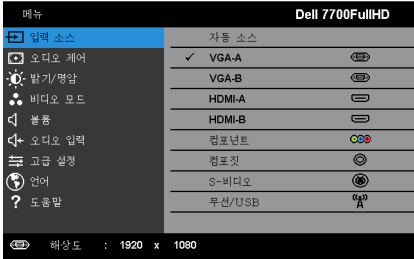 메뉴 Dell 7700FullHD
입력 소스 자동 소스
오디오 제어 ✓ VGA-A
밝기/명암 VGA-B
비디오 모드 HDMI-A
볼륨 HDMI-B
오디오 입력 컴포넌트
고급 설정 컴포짓
언어 S-비디오
? 도움말 무선/USB
해상도 : 1920 x 1080